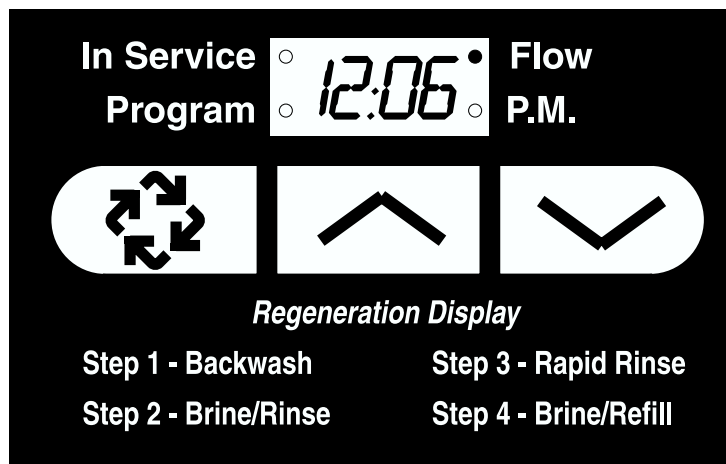 In Service 12:06 Flow
Program P.M.
Regeneration Display
Step 1 - Backwash Step 3 - Rapid Rinse
Step 2 - Brine/Rinse Step 4 - Brine/Refill